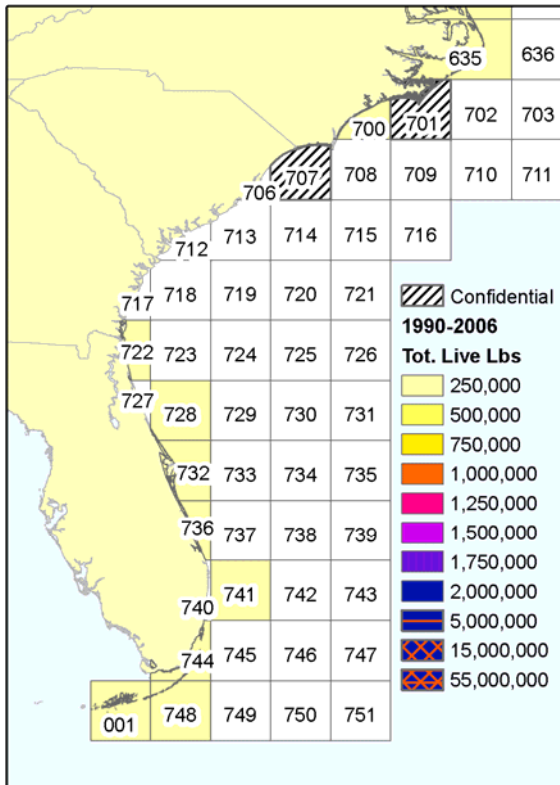 635 636
700 701 702 703
706 707 708 709 710 711
712 713 714 715 716
717 718 719 720 721
722 723 724 725 726
727 728 729 730 731
732 733 734 735
736 737 738 739
740 741 742 743
744 745 746 747
001 748 749 750 751
Confidential
1990-2006
Tot. Live Lbs
250,000
500,000
750,000
1,000,000
1,250,000
1,500,000
1,750,000
2,000,000
5,000,000
15,000,000
55,000,000